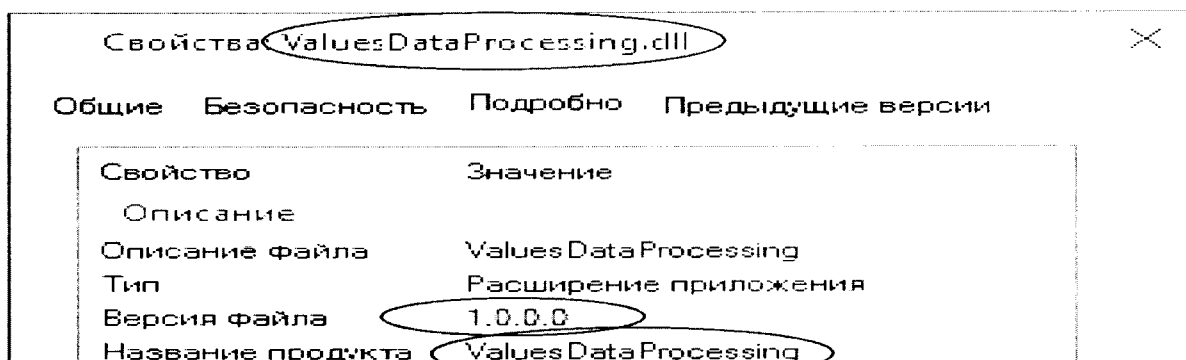 Свойства: ValuesDataProcessing.dll
Общие Безопасность Подробно Предыдущие версии
Свойство Значение
Описание
Описание файла ValuesDataProcessing
Тип Расширение приложения
Версия файла 1.0.0.0
Название продукта ValuesDataProcessing